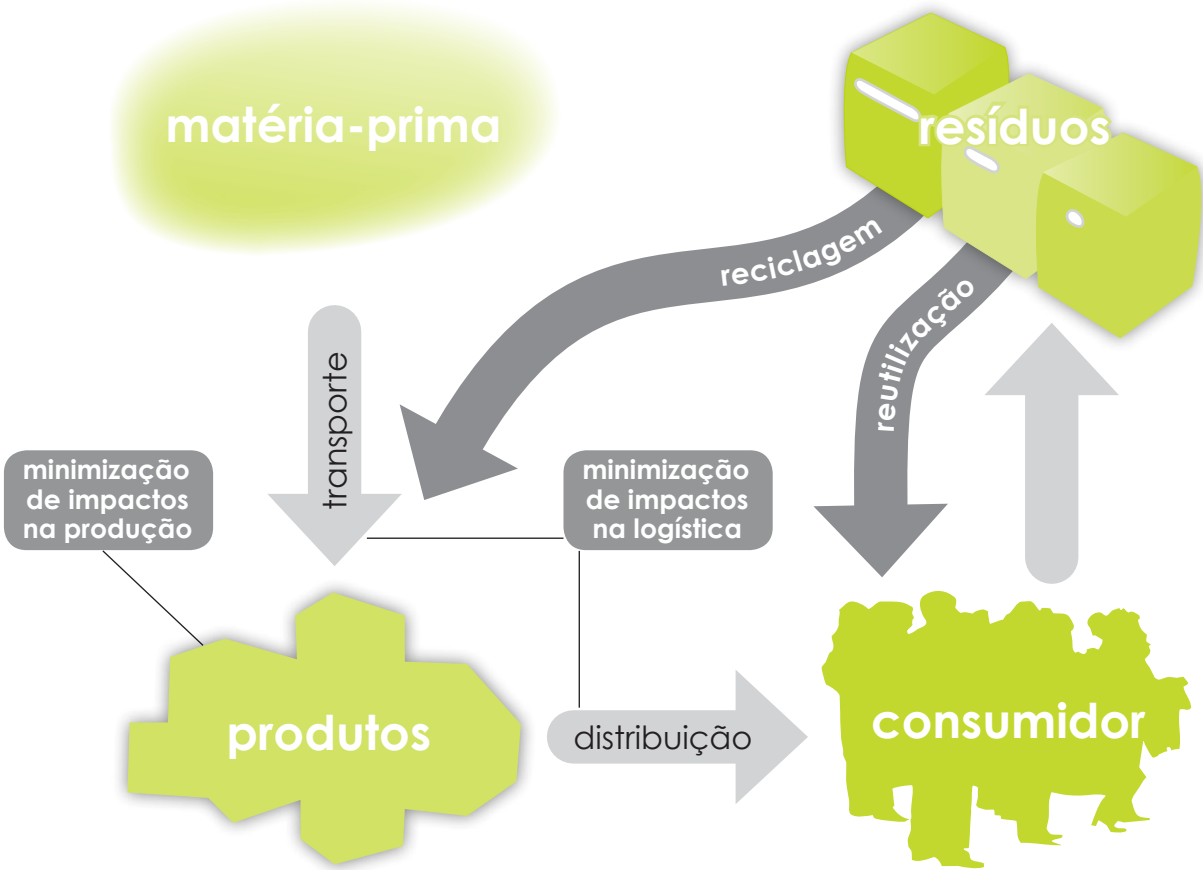 matéria-prima
resíduos
reciclagem
reutilização
transporte
minimização
de impactos
na produção
minimização
de impactos
na logística
produtos
distribuição
consumidor